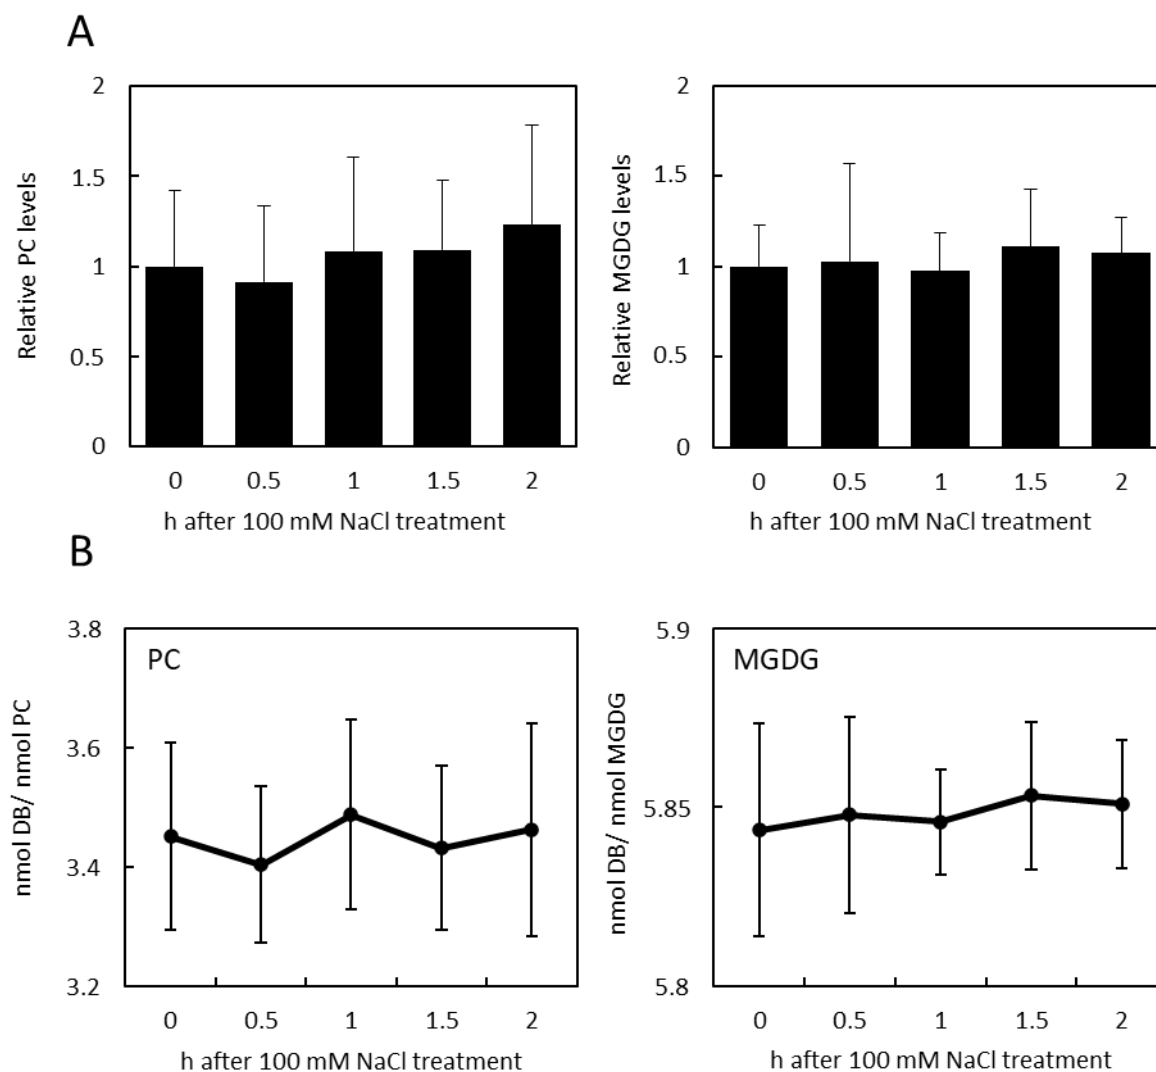 A
2
1.5
1
0.5
0
Relative PC levels
0 0.5 1 1.5 2
h after 100 mM NaCl treatment
2
1.5
1
0.5
0
Relative MGDG levels
0 0.5 1 1.5 2
h after 100 mM NaCl treatment
B
3.8
3.6
3.4
3.2
nmol DB/ nmol PC
PC
0 0.5 1 1.5 2
h after 100 mM NaCl treatment
5.9
5.85
5.8
nmol DB/ nmol MGDG
MGDG
0 0.5 1 1.5 2
h after 100 mM NaCl treatment